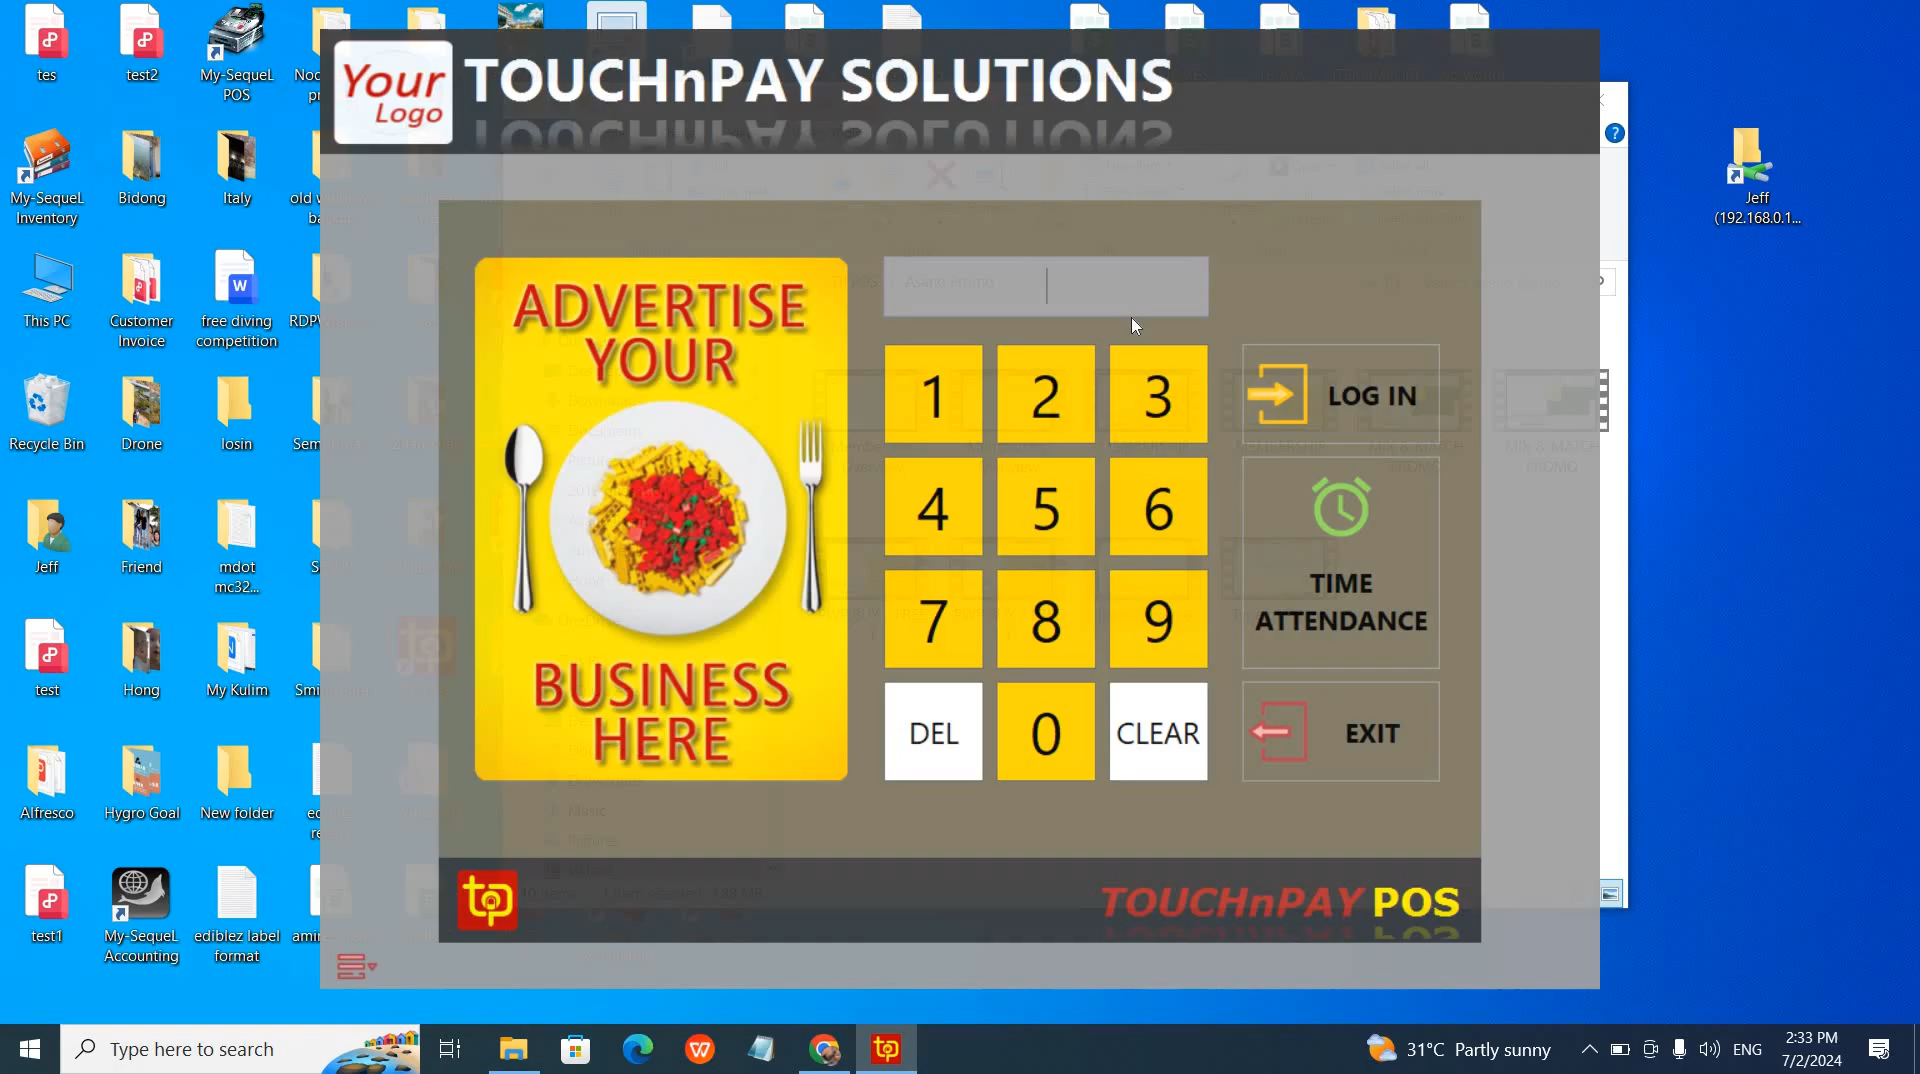 tes
test2
My-SequeL
POS
Your
Logo
TOUCHnPAY SOLUTIONS
My-SequeL
Inventory
Bidong
Italy
Jeff
(192.168.0.1...
This PC
Customer
Invoice
free diving
competition
Recycle Bin
Drone
losin
Jeff
Friend
mdot
mc32...
test
Hong
My Kulim
Alfresco
Hygro Goal
New folder
test1
My-SequeL
Accounting
ediblez label
format
ADVERTISE
YOUR
BUSINESS
HERE
1
2
3
LOG IN
4
5
6
TIME
ATTENDANCE
7
8
9
DEL
0
CLEAR
EXIT
tp
TOUCHnPAY POS
Type here to search
31°C Partly sunny
ENG
2:33 PM
7/2/2024